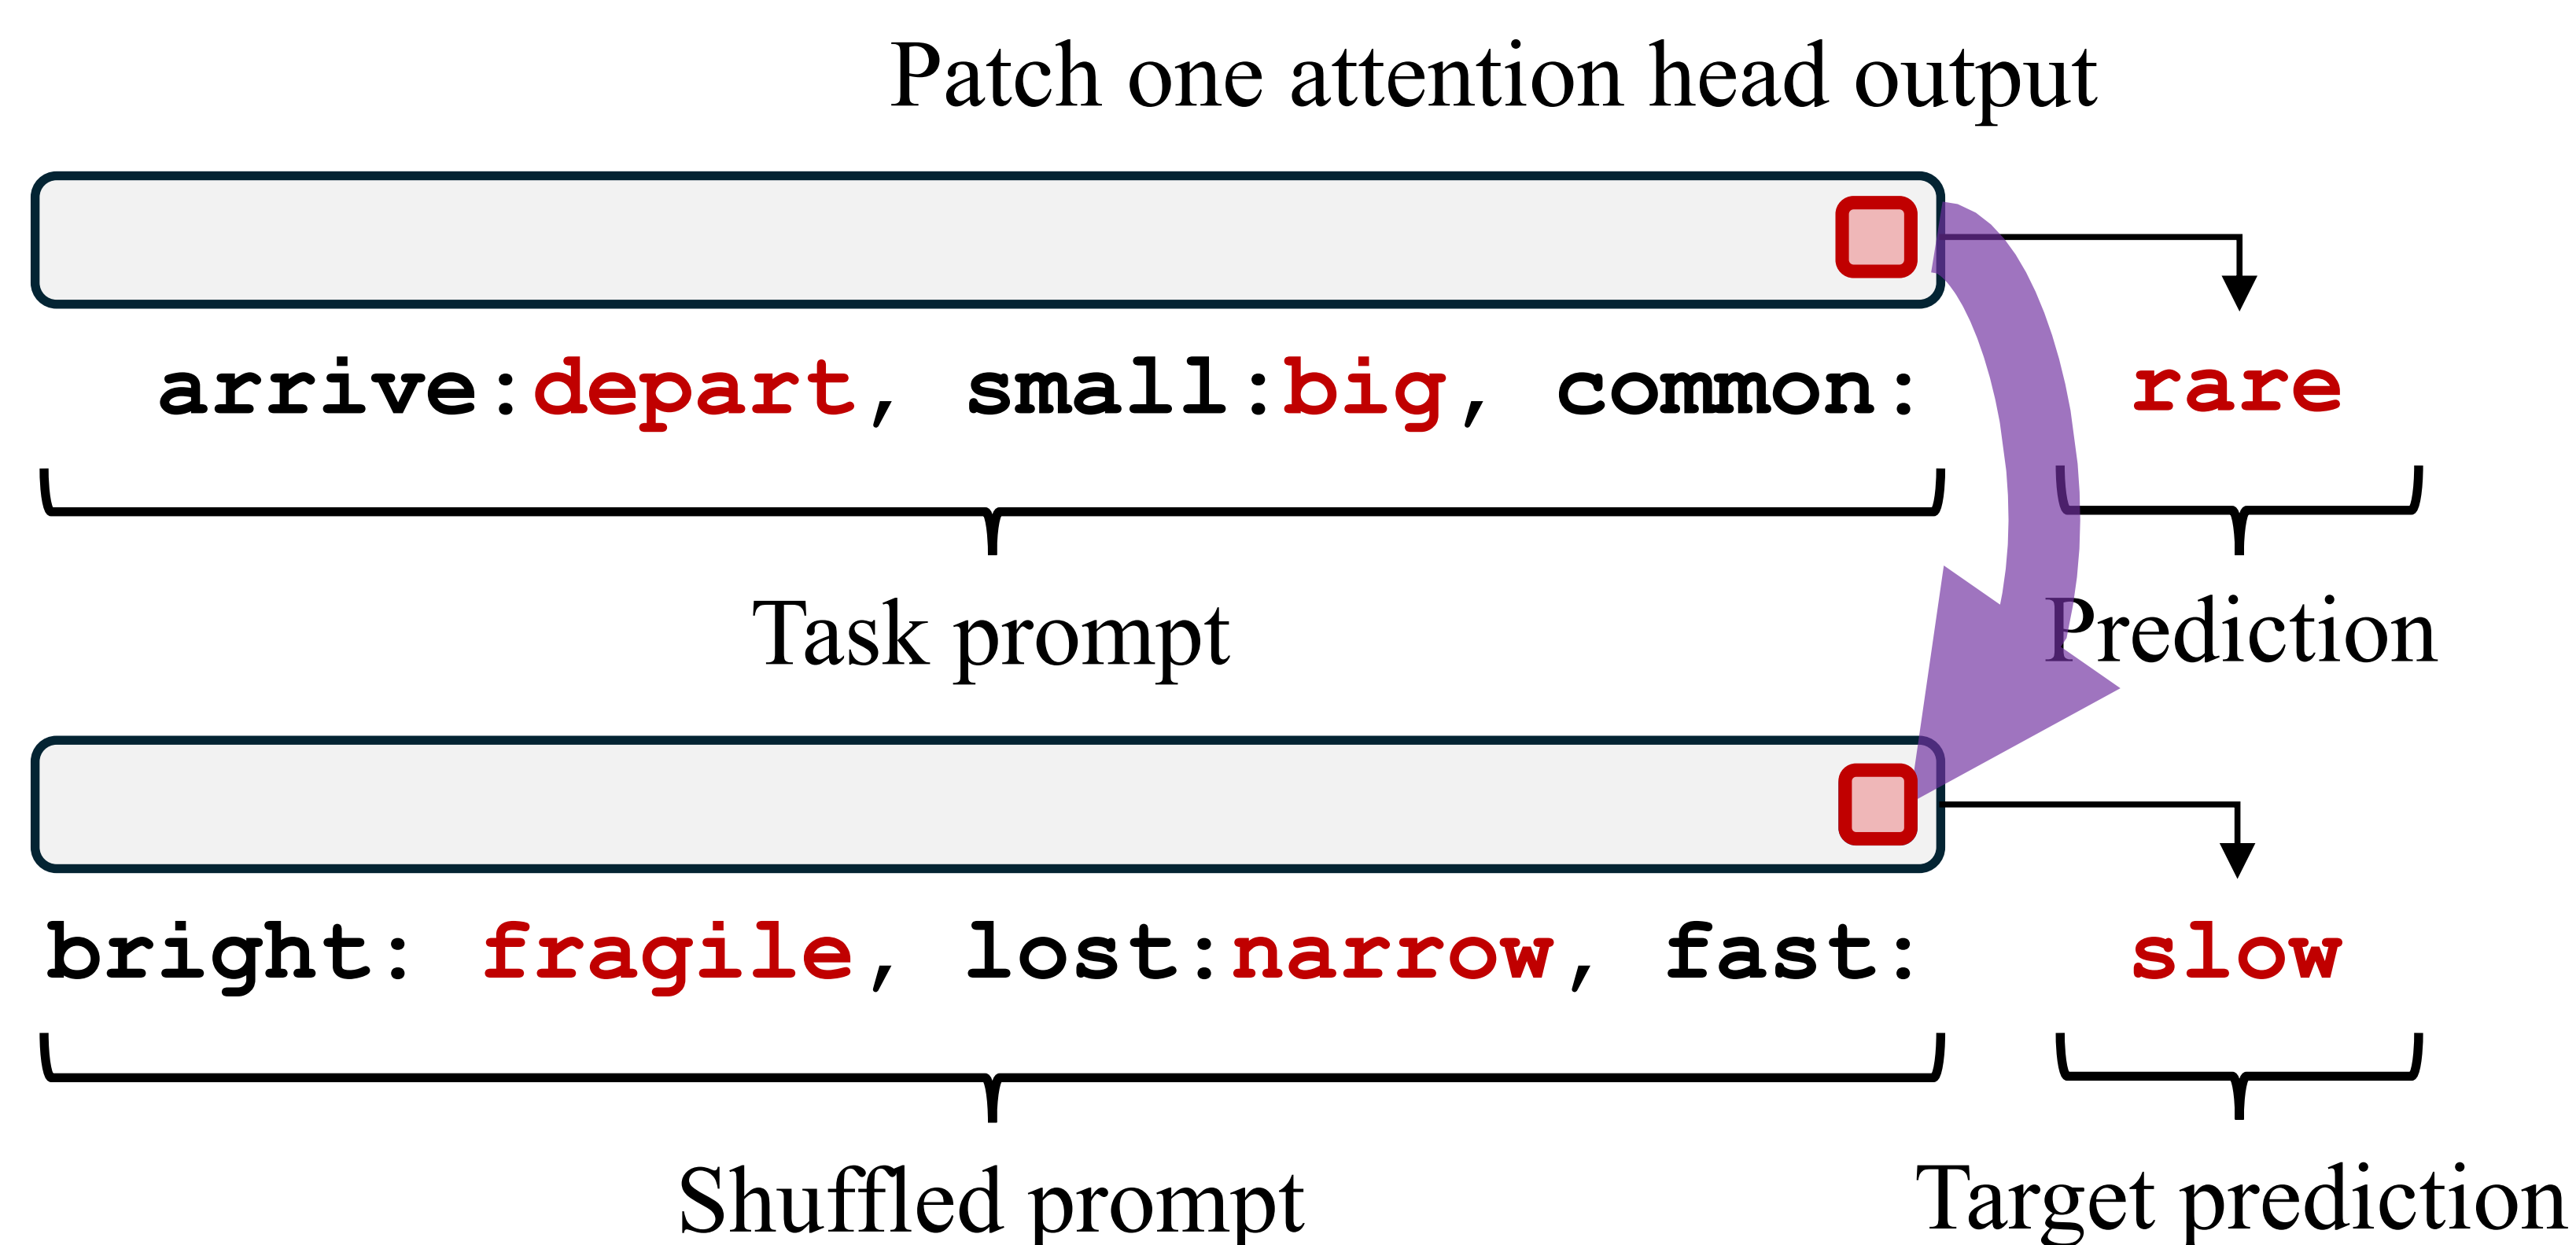 Patch one attention head output
arrive:depart, small:big, common: rare
Task prompt Prediction
bright: fragile, lost:narrow, fast: slow
Shuffled prompt Target prediction